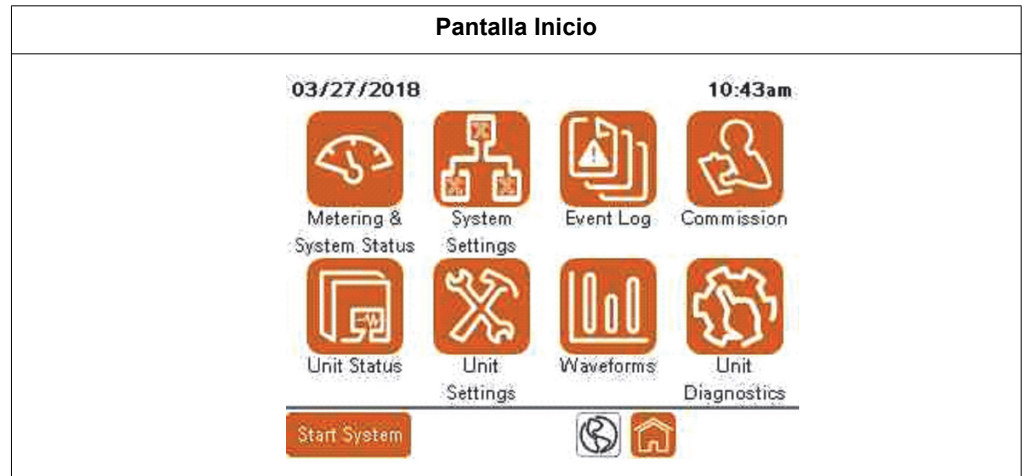 Pantalla Inicio
03/27/2018 10:43am
Metering & System Event Log Commission
System Status Settings
Unit Status Unit Waveforms Unit
Settings Diagnostics
Start System